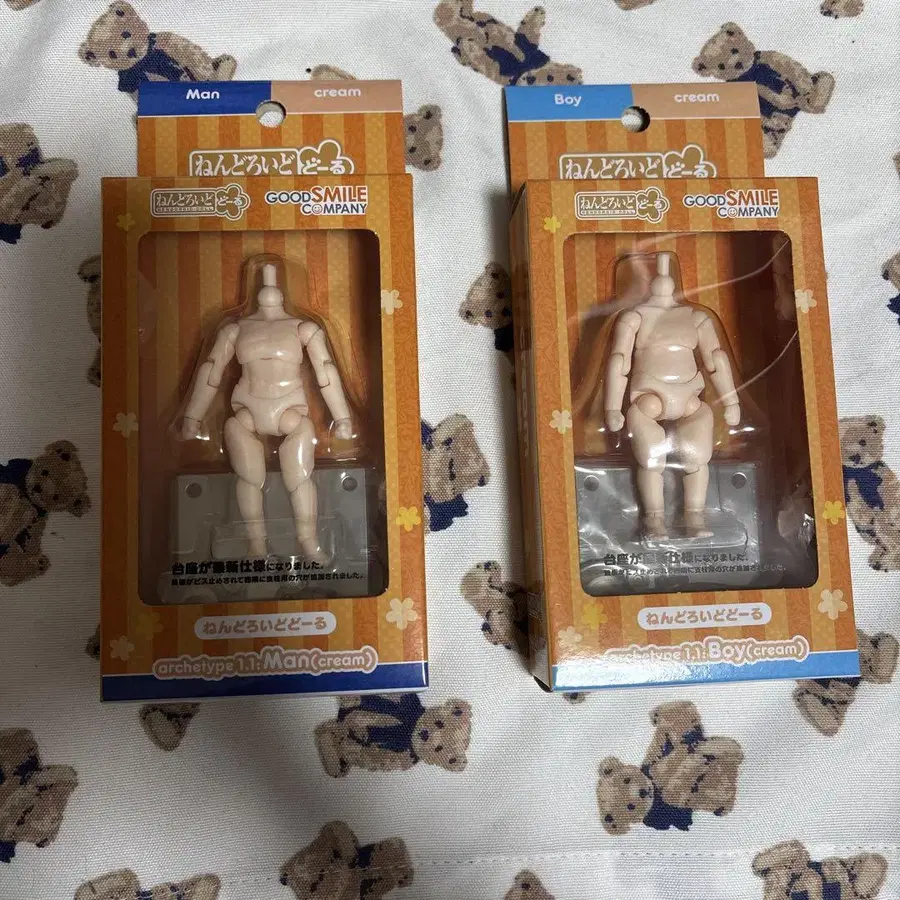 Man
cream
ねんどろいど
どーる
ねんどろいど
どーる
NENDOROID DOLL
GOOD SMILE
COMPANY
台座が最新仕様になりました。
ねんどろいどどーる
archetype 1.1: Man(cream)
Boy
cream
ねんどろいど
どーる
ねんどろいど
どーる
NENDOROID DOLL
GOOD SMILE
COMPANY
台座が最新仕様になりました。
ねんどろいどどーる
archetype 1.1: Boy(cream)